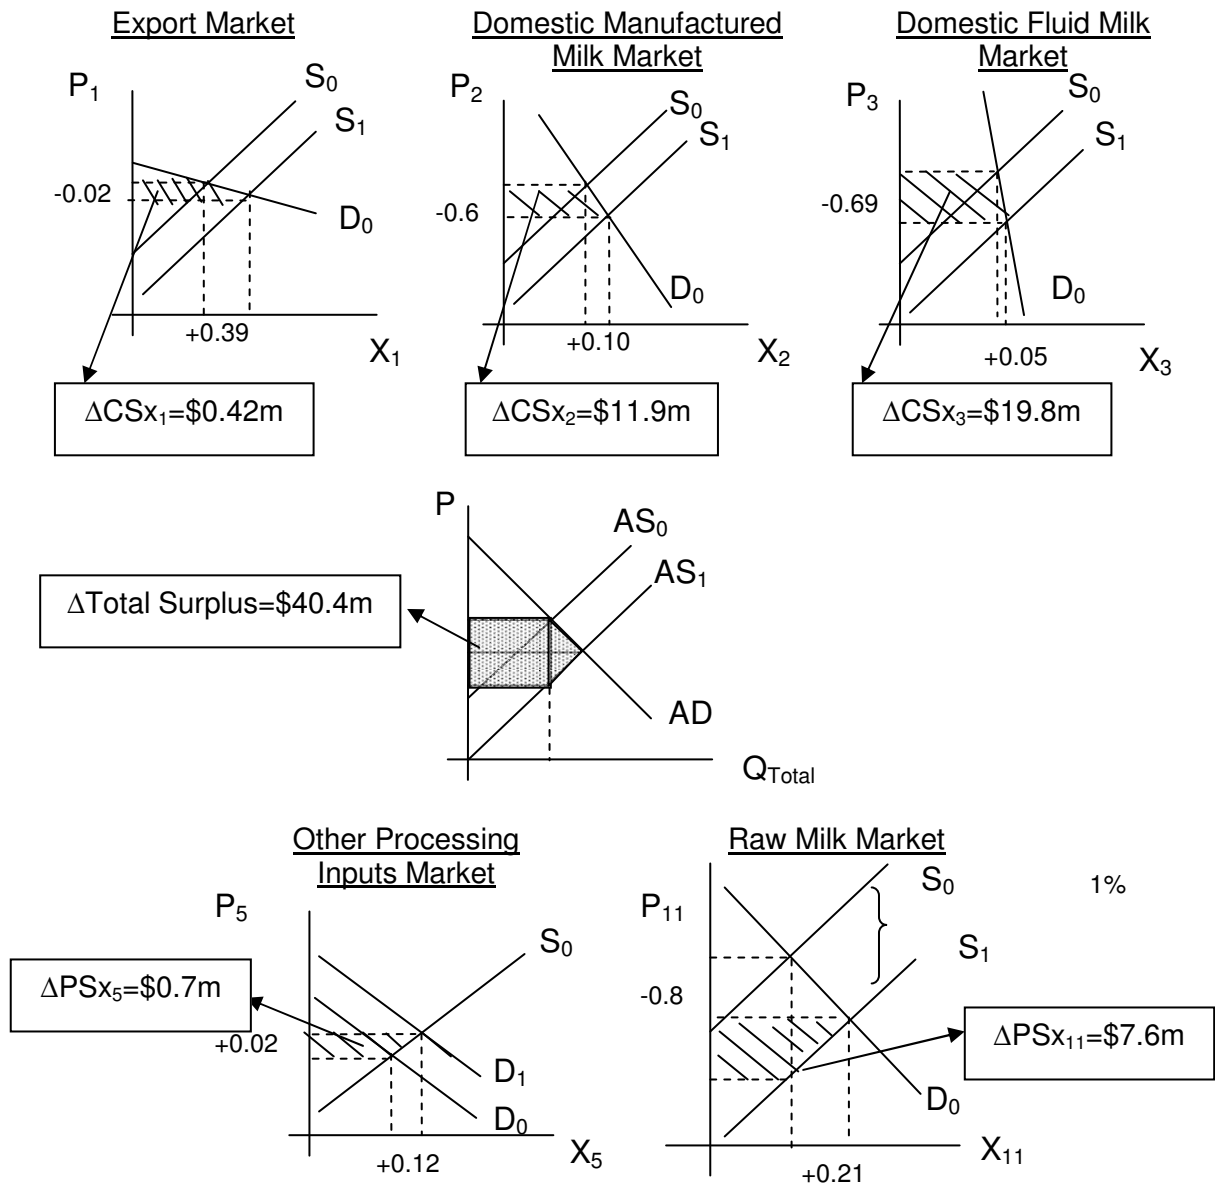 Export Market
P₁
S₀
S₁
-0.02
D₀
+0.39
X₁
ΔCSx₁=$0.42m
Domestic Manufactured
Milk Market
P₂
S₀
S₁
-0.6
D₀
+0.10
X₂
ΔCSx₂=$11.9m
Domestic Fluid Milk
Market
P₃
S₀
S₁
-0.69
D₀
+0.05
X₃
ΔCSx₃=$19.8m
P
AS₀
AS₁
ΔTotal Surplus=$40.4m
AD
Q_Total
Other Processing
Inputs Market
P₅
S₀
ΔPSx₅=$0.7m
+0.02
D₁
D₀
+0.12
X₅
Raw Milk Market
S₀
1%
P₁₁
S₁
-0.8
ΔPSx₁₁=$7.6m
D₀
+0.21
X₁₁